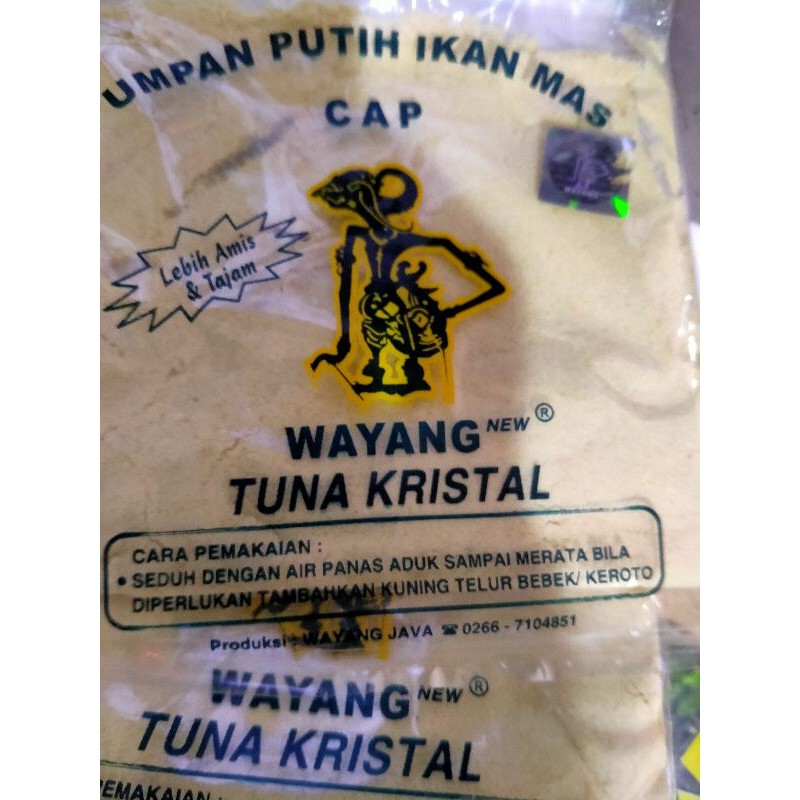 UMPAN PUTIH IKAN MAS
CAP
Lebih Amis
& Tajam
WAYANG NEW ®
TUNA KRISTAL
CARA PEMAKAIAN :
• SEDUH DENGAN AIR PANAS ADUK SAMPAI MERATA BILA
DIPERLUKAN TAMBAHKAN KUNING TELUR BEBEK/ KEROTO
Produksi : WAYANG JAVA ☎ 0266 - 7104851
WAYANG NEW ®
TUNA KRISTAL
PEMAKAIAN :